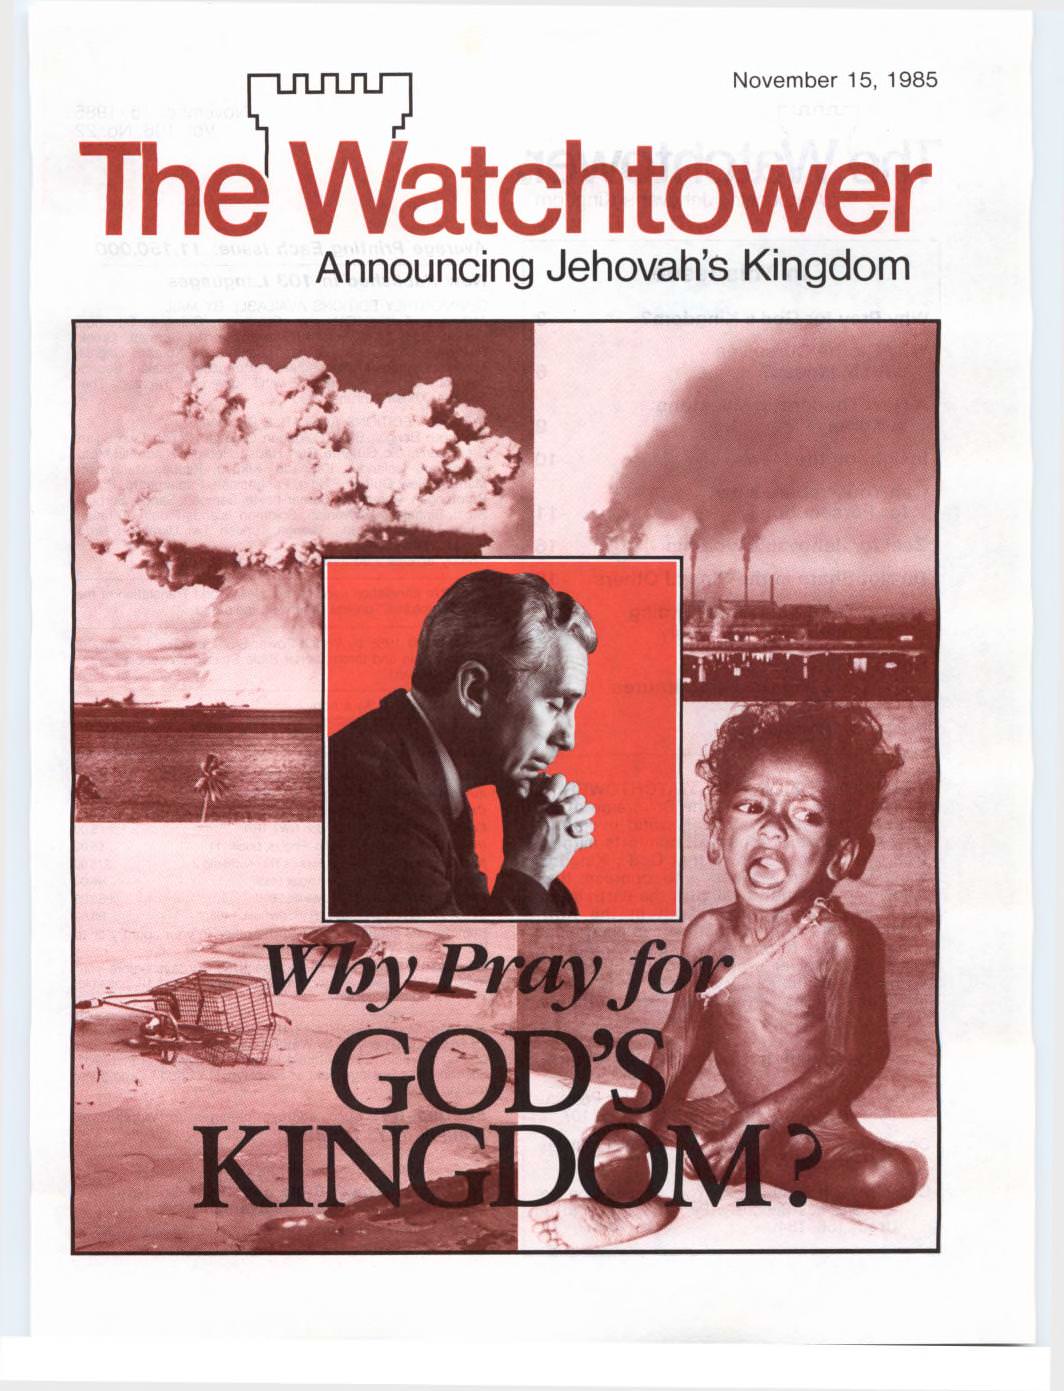 November 15, 1985
The Watchtower
Announcing Jehovah's Kingdom
Why Pray for
GOD'S
KINGDOM?